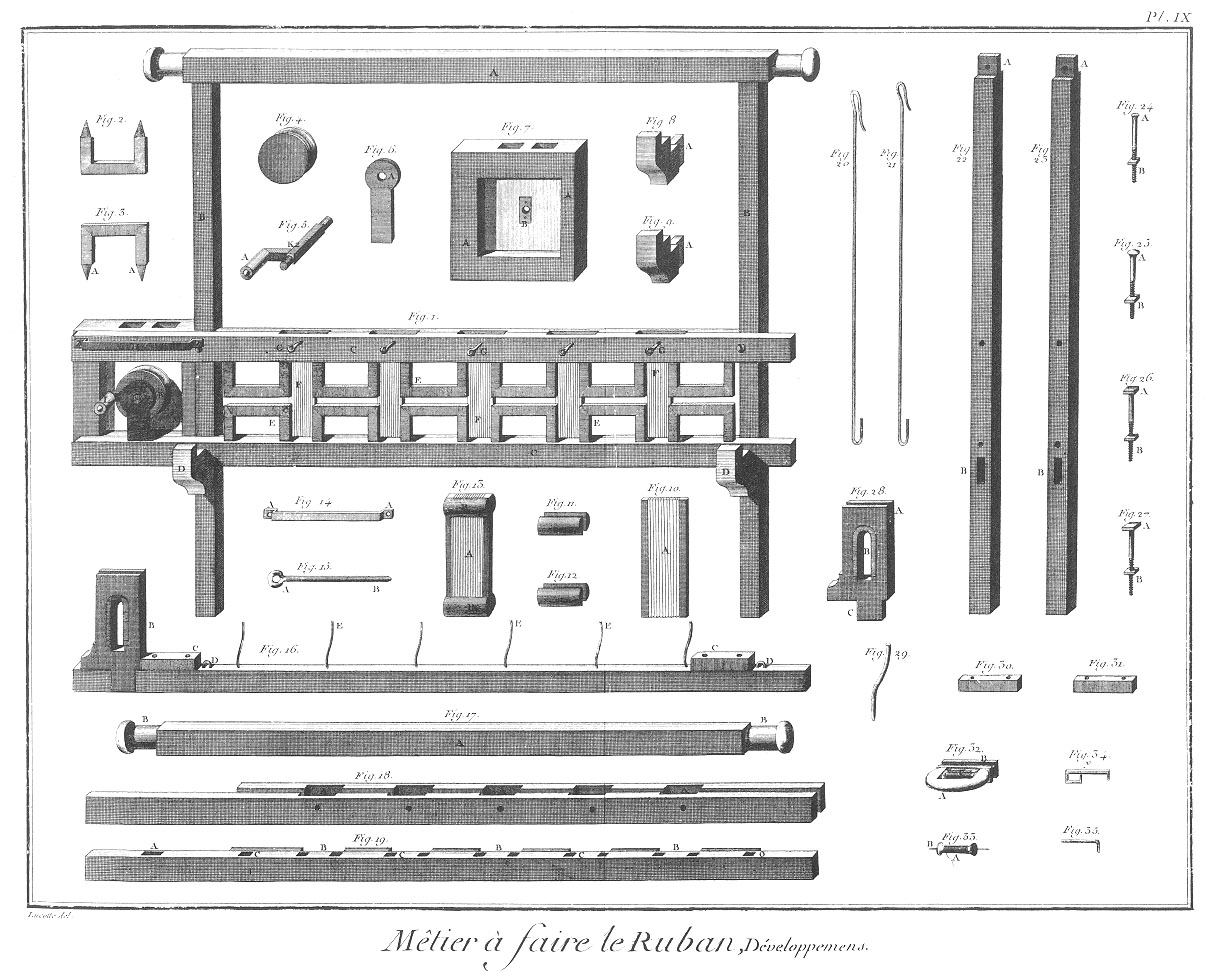 Pl. IX
A
Fig. 2.
Fig. 4.
Fig. 6.
A
Fig. 7.
A
A
B
Fig. 8
A
Fig. 3.
A A
Fig. 5.
A
K2
Fig. 9.
A
B
B
Fig. 20
Fig. 21
Fig. 22
A
B
Fig. 23
A
B
Fig. 24
A
B
Fig. 25.
A
B
Fig. 26.
A
B
Fig. 27.
A
B
Fig. 1.
G C G G
E E F
E F E
C
D D
Fig. 14
A A
Fig. 15.
A B
Fig. 13.
B
A
B
Fig. 11.
Fig. 12
Fig. 10.
A
Fig. 28.
A
B
C
Fig. 16.
B
C D
E E E
C D
Fig. 29
Fig. 30.
Fig. 31.
Fig. 17.
B A B
Fig. 18.
Fig. 19.
A C B C B C B O
Fig. 32.
B
A
Fig. 34.
Fig. 33.
B
A
Fig. 35.
Lucotte del.
Mêtier à faire le Ruban, Développemens.